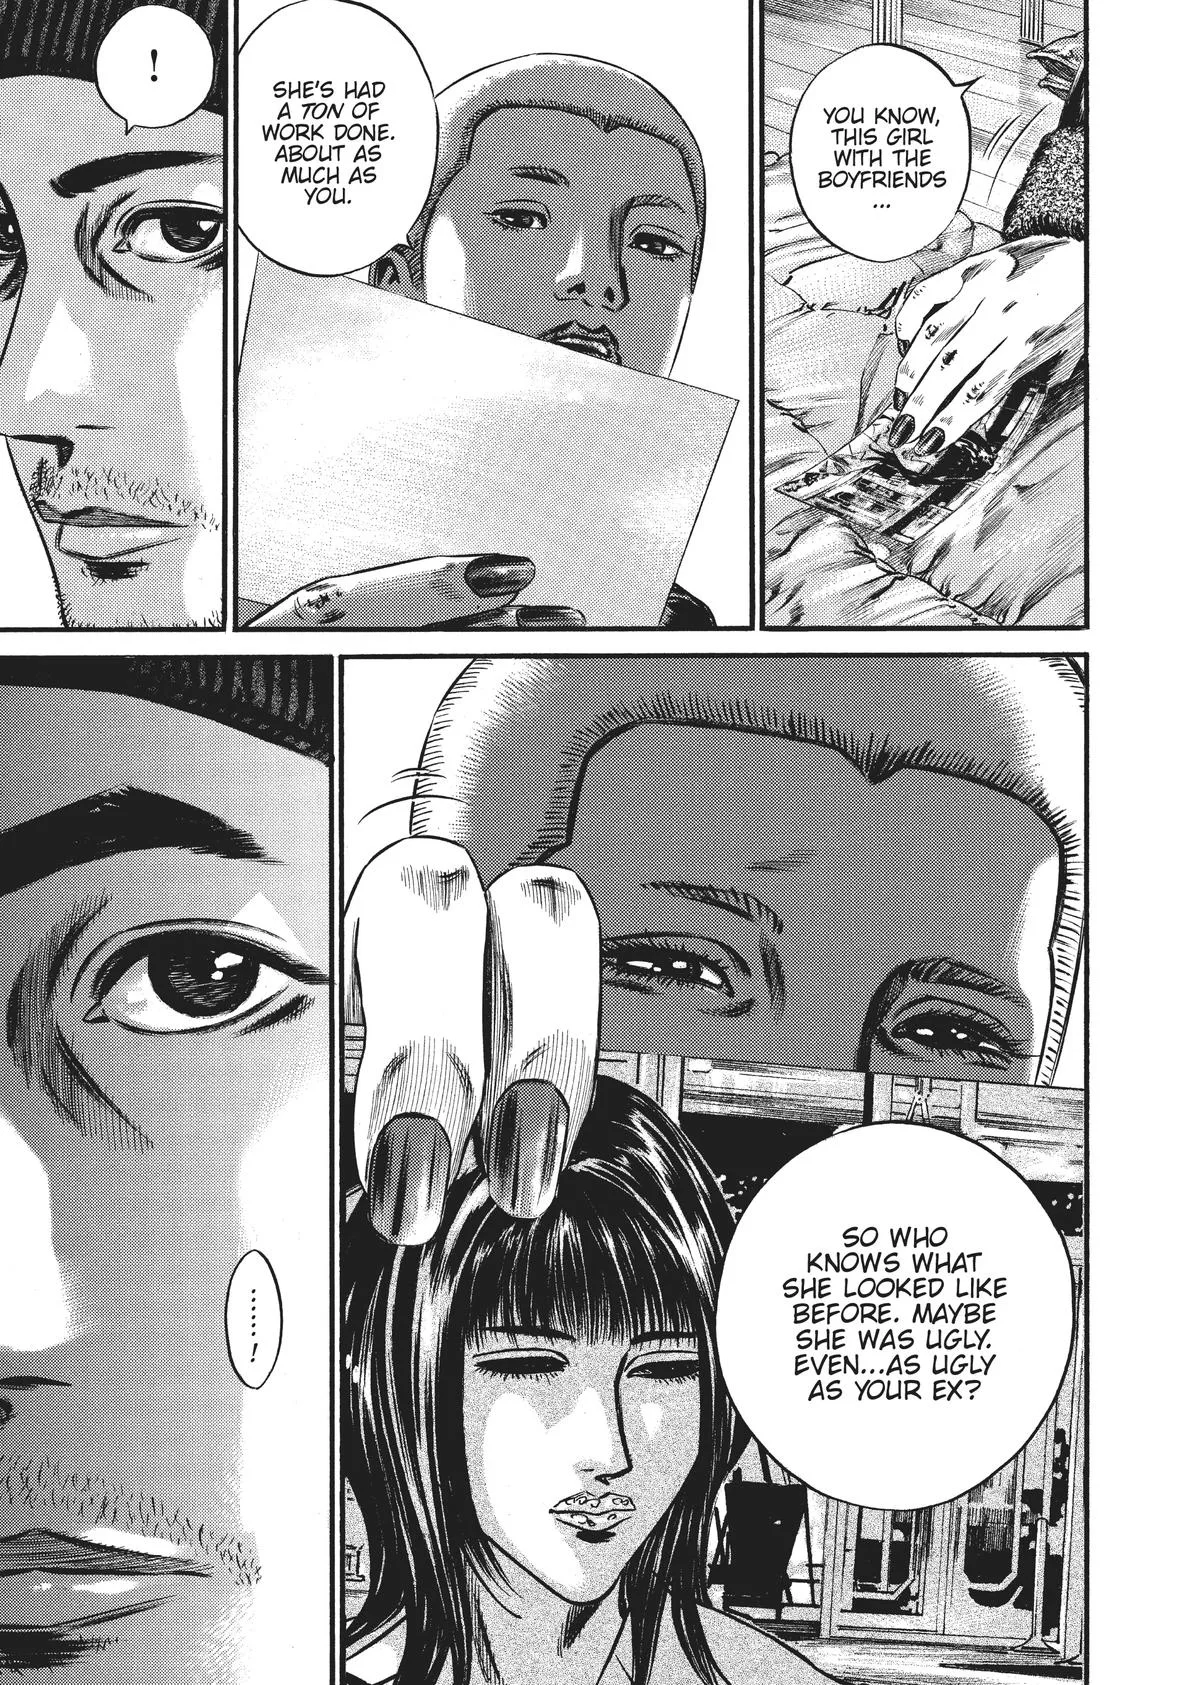 YOU KNOW,
THIS GIRL
WITH THE
BOYFRIENDS
...
SHE'S HAD
A TON OF
WORK DONE.
ABOUT AS
MUCH AS
YOU.
!
SO WHO
KNOWS WHAT
SHE LOOKED LIKE
BEFORE. MAYBE
SHE WAS UGLY.
EVEN...AS UGLY
AS YOUR EX?
......!